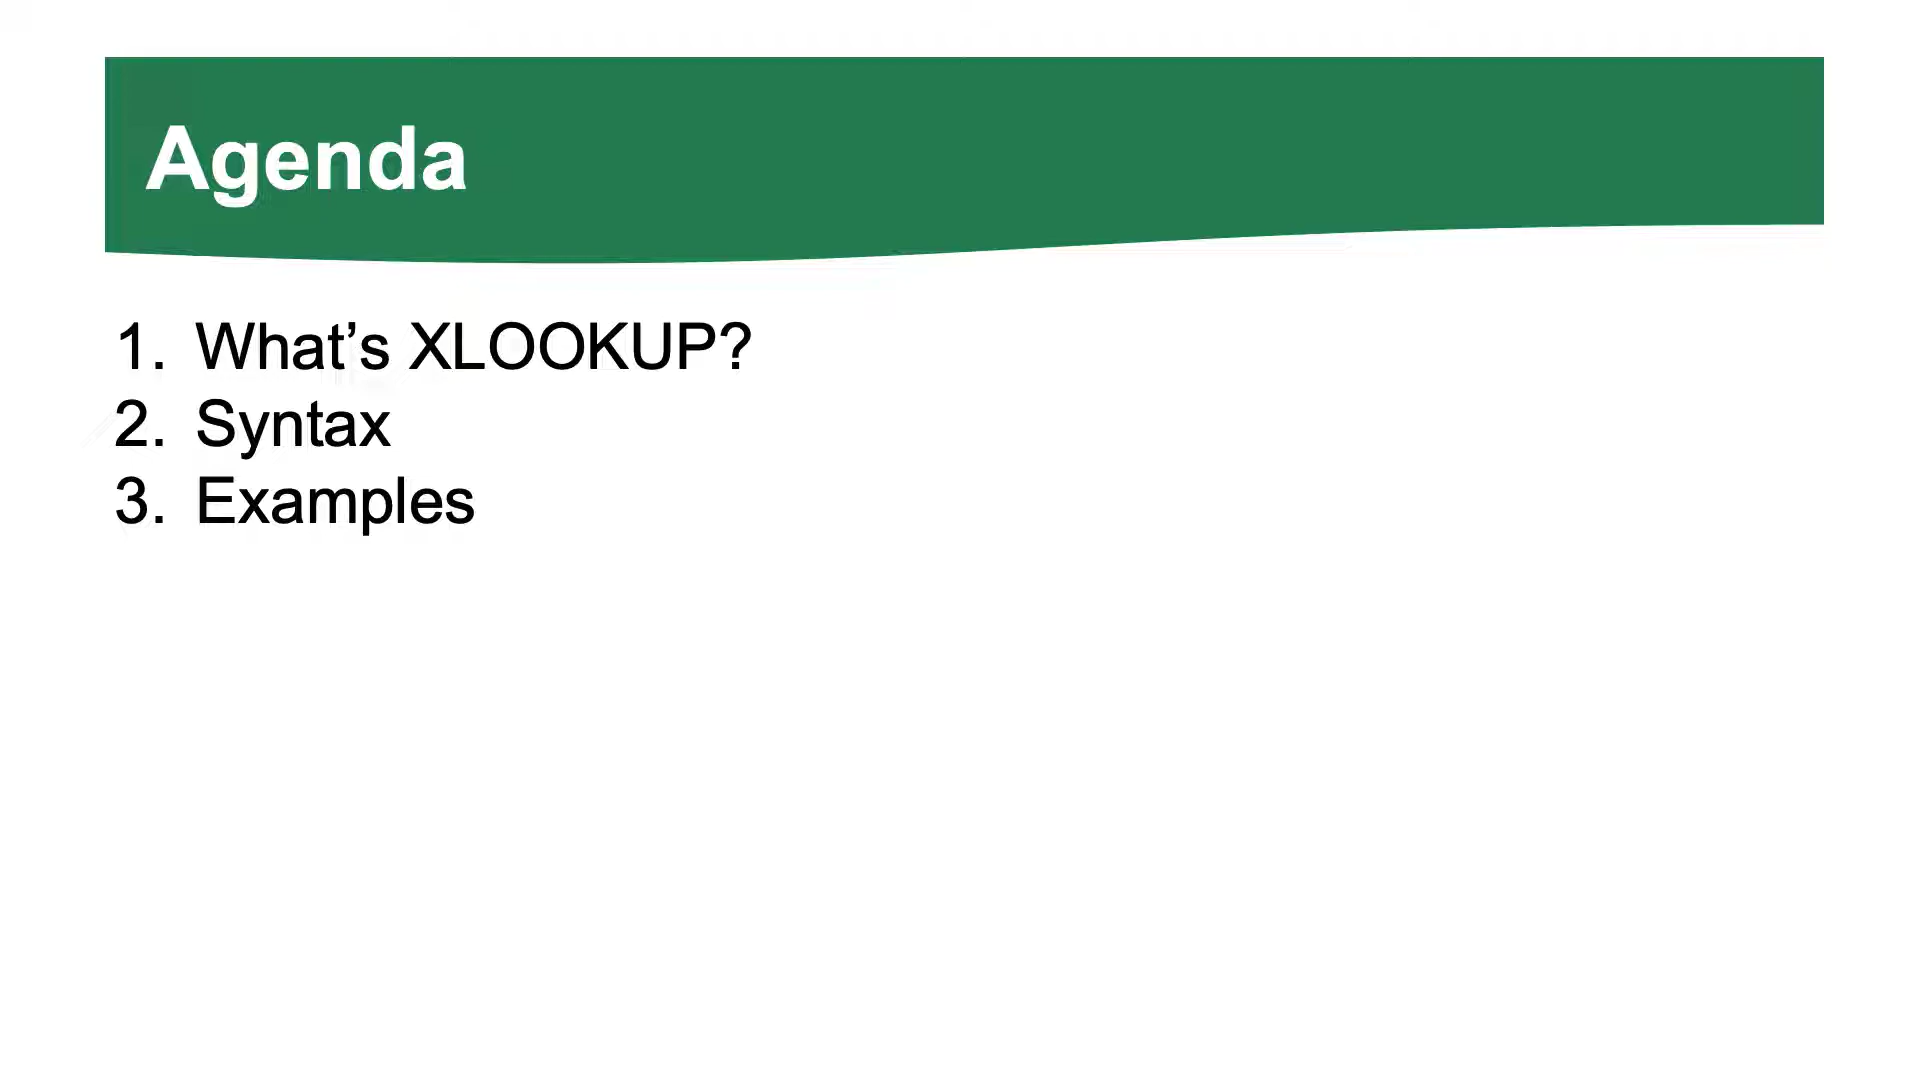 Agenda
1. What’s XLOOKUP?
2. Syntax
3. Examples